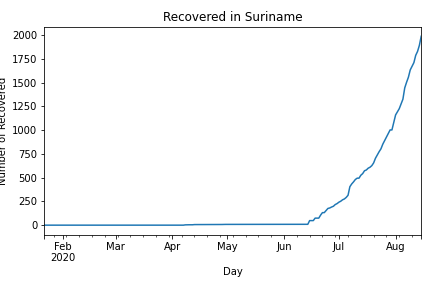 Recovered in Suriname
2000
1750
1500
1250
1000
750
500
250
0
Number of Recovered
Feb
2020
Mar
Apr
May
Jun
Jul
Aug
Day